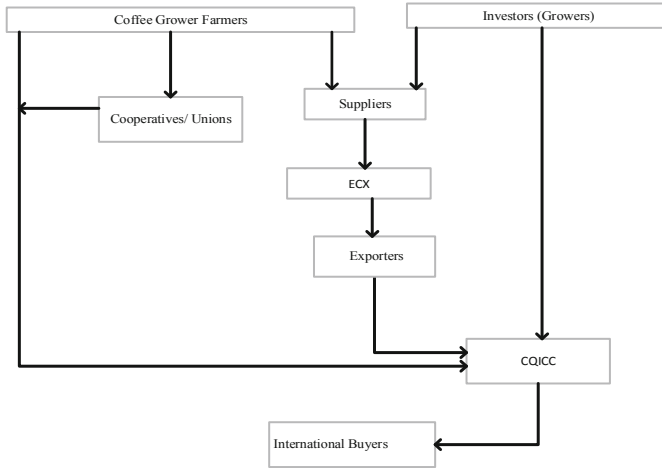 Coffee Grower Farmers
Investors (Growers)
Suppliers
Cooperatives/ Unions
ECX
Exporters
CQICC
International Buyers